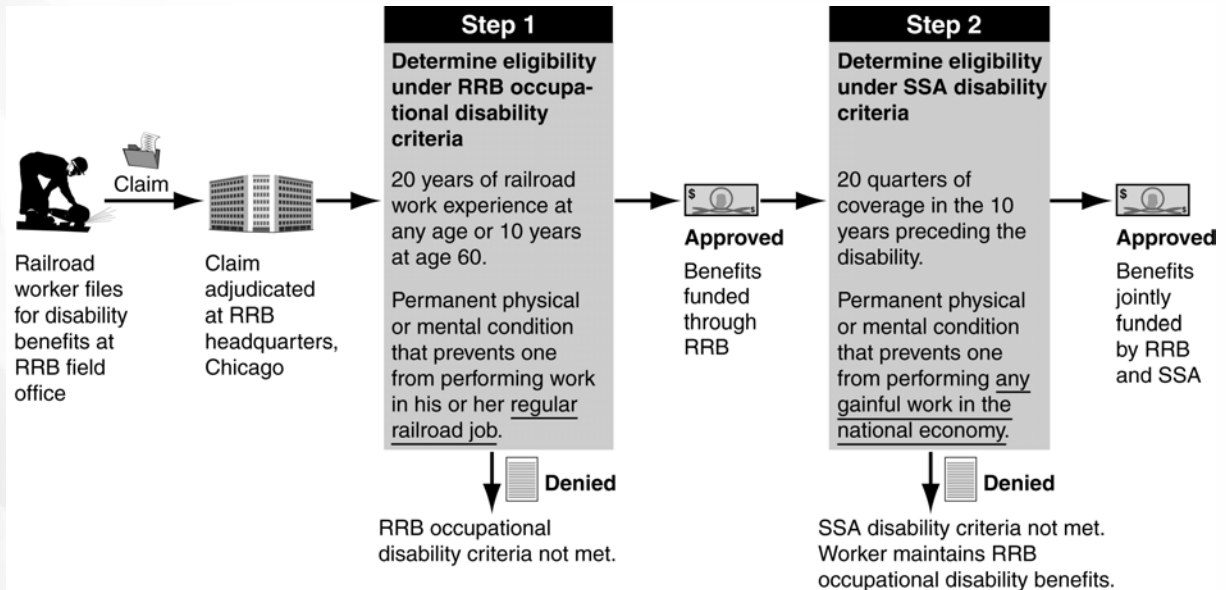 Claim
Railroad
worker files
for disability
benefits at
RRB field
office
Claim
adjudicated
at RRB
headquarters,
Chicago
Step 1
Determine eligibility
under RRB occupa-
tional disability
criteria
20 years of railroad
work experience at
any age or 10 years
at age 60.
Permanent physical
or mental condition
that prevents one
from performing work
in his or her regular
railroad job.
Denied
RRB occupational
disability criteria not met.
$ $
Approved
Benefits
funded
through
RRB
Step 2
Determine eligibility
under SSA disability
criteria
20 quarters of
coverage in the 10
years preceding the
disability.
Permanent physical
or mental condition
that prevents one
from performing any
gainful work in the
national economy.
Denied
SSA disability criteria not met.
Worker maintains RRB
occupational disability benefits.
$ $
Approved
Benefits
jointly
funded
by RRB
and SSA